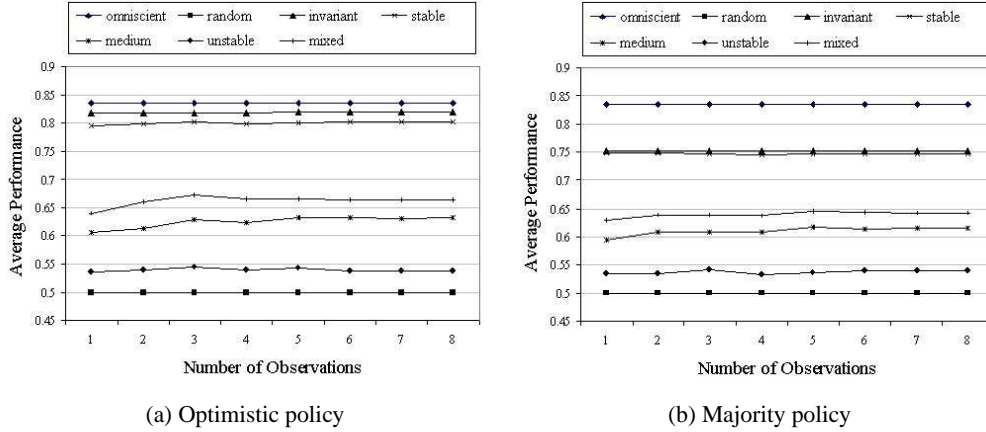 omniscient random invariant stable
medium unstable mixed
0.9
0.85
0.8
0.75
0.7
0.65
0.6
0.55
0.5
0.45
Average Performance
1 2 3 4 5 6 7 8
Number of Observations
(a) Optimistic policy
omniscient random invariant stable
medium unstable mixed
0.9
0.85
0.8
0.75
0.7
0.65
0.6
0.55
0.5
0.45
Average Performance
1 2 3 4 5 6 7 8
Number of Observations
(b) Majority policy